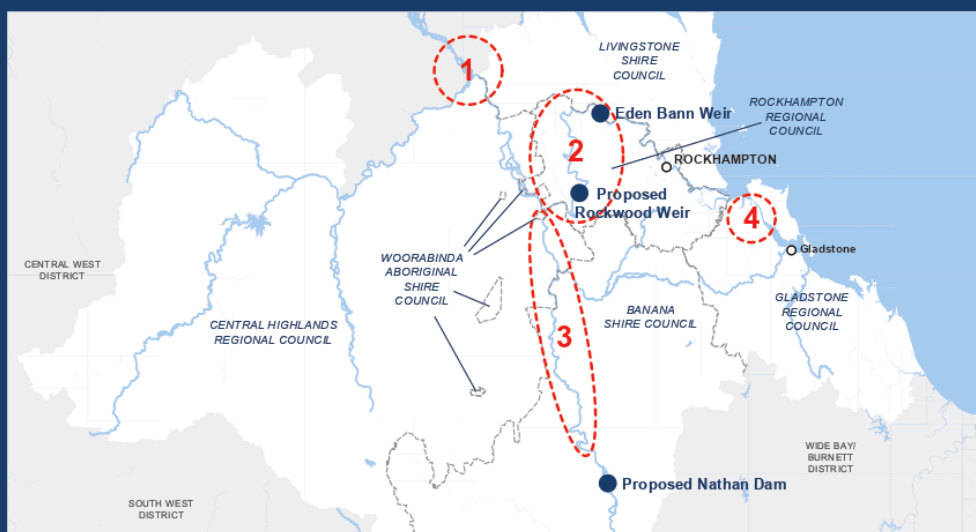 LIVINGSTONE
SHIRE
COUNCIL
1
ROCKHAMPTON
REGIONAL
COUNCIL
Eden Bann Weir
2
ROCKHAMPTON
Proposed
Rockwood Weir
4
Gladstone
WOORABINDA
ABORIGINAL
SHIRE
COUNCIL
CENTRAL WEST
DISTRICT
GLADSTONE
REGIONAL
COUNCIL
BANANA
SHIRE COUNCIL
CENTRAL HIGHLANDS
REGIONAL COUNCIL
3
WIDE BAY/
BURNETT
DISTRICT
Proposed Nathan Dam
SOUTH WEST
DISTRICT